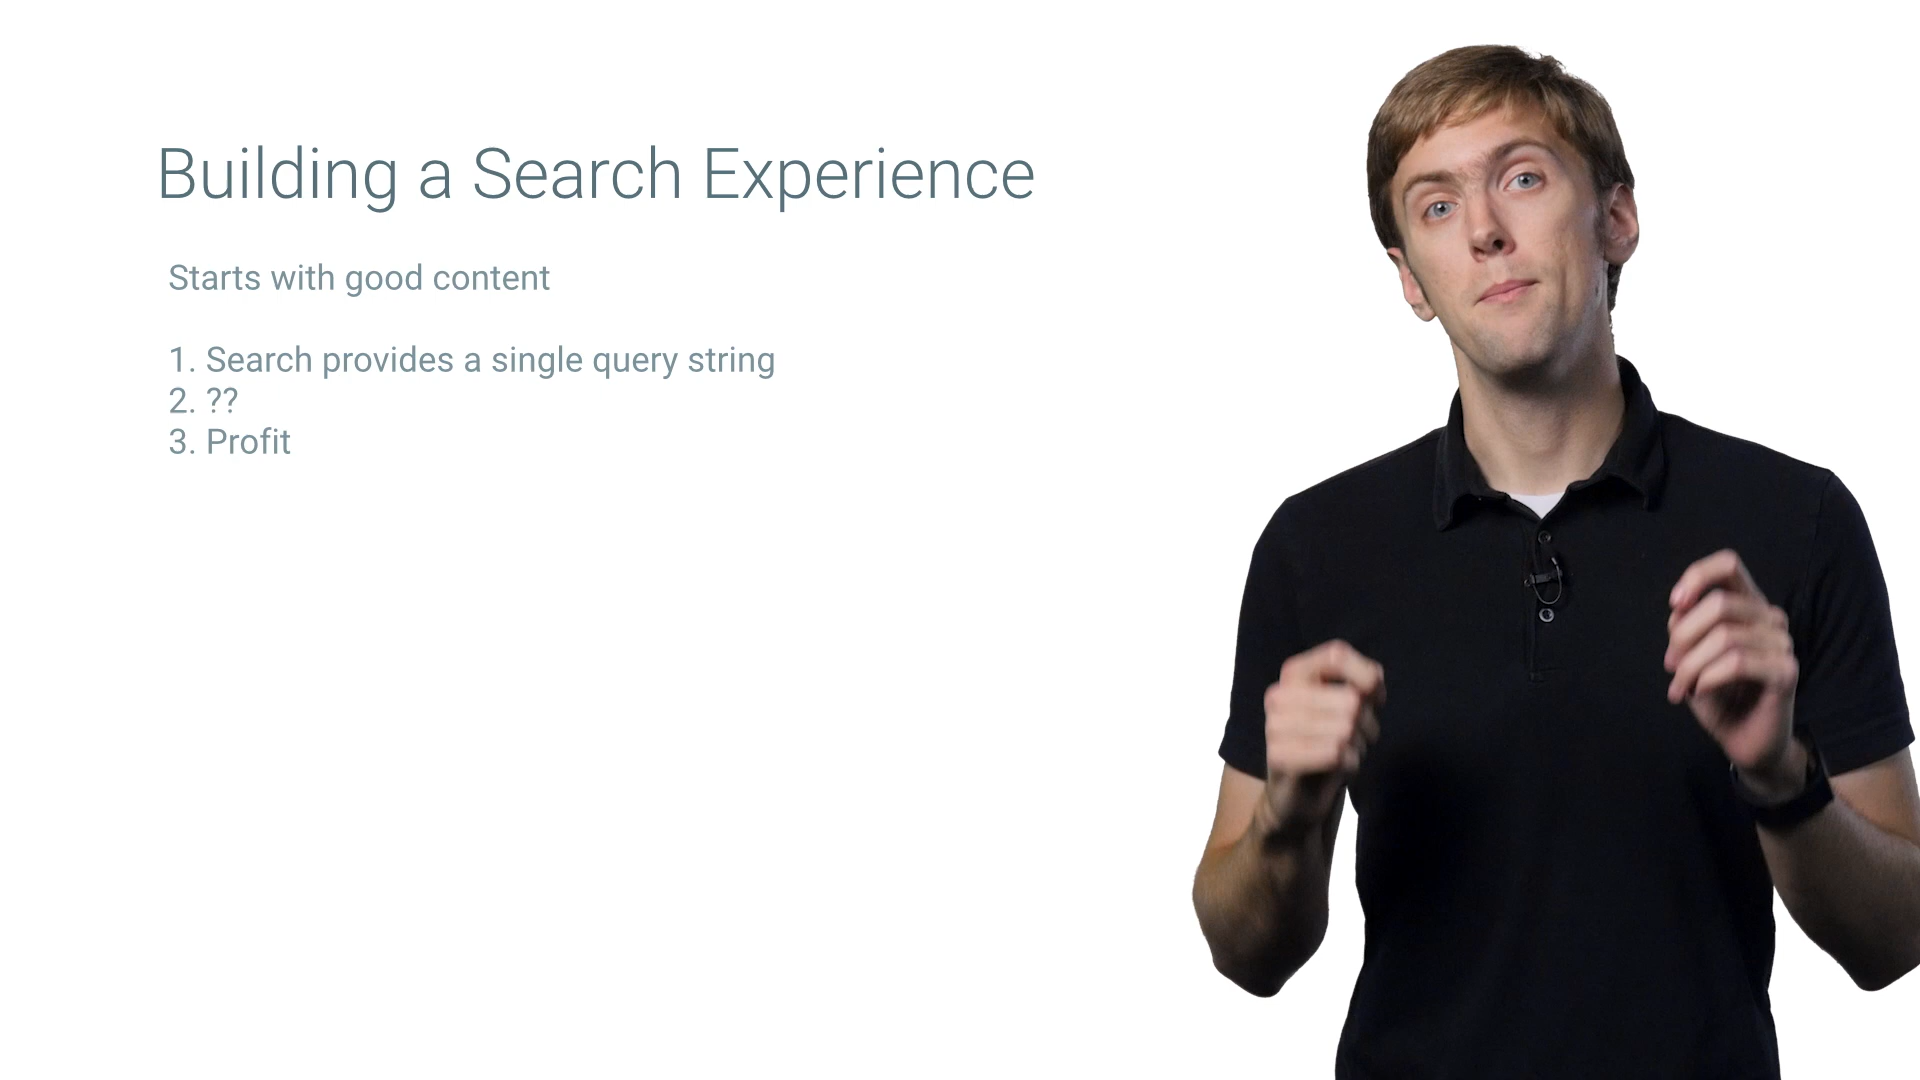 Building a Search Experience
Starts with good content
1. Search provides a single query string
2. ??
3. Profit